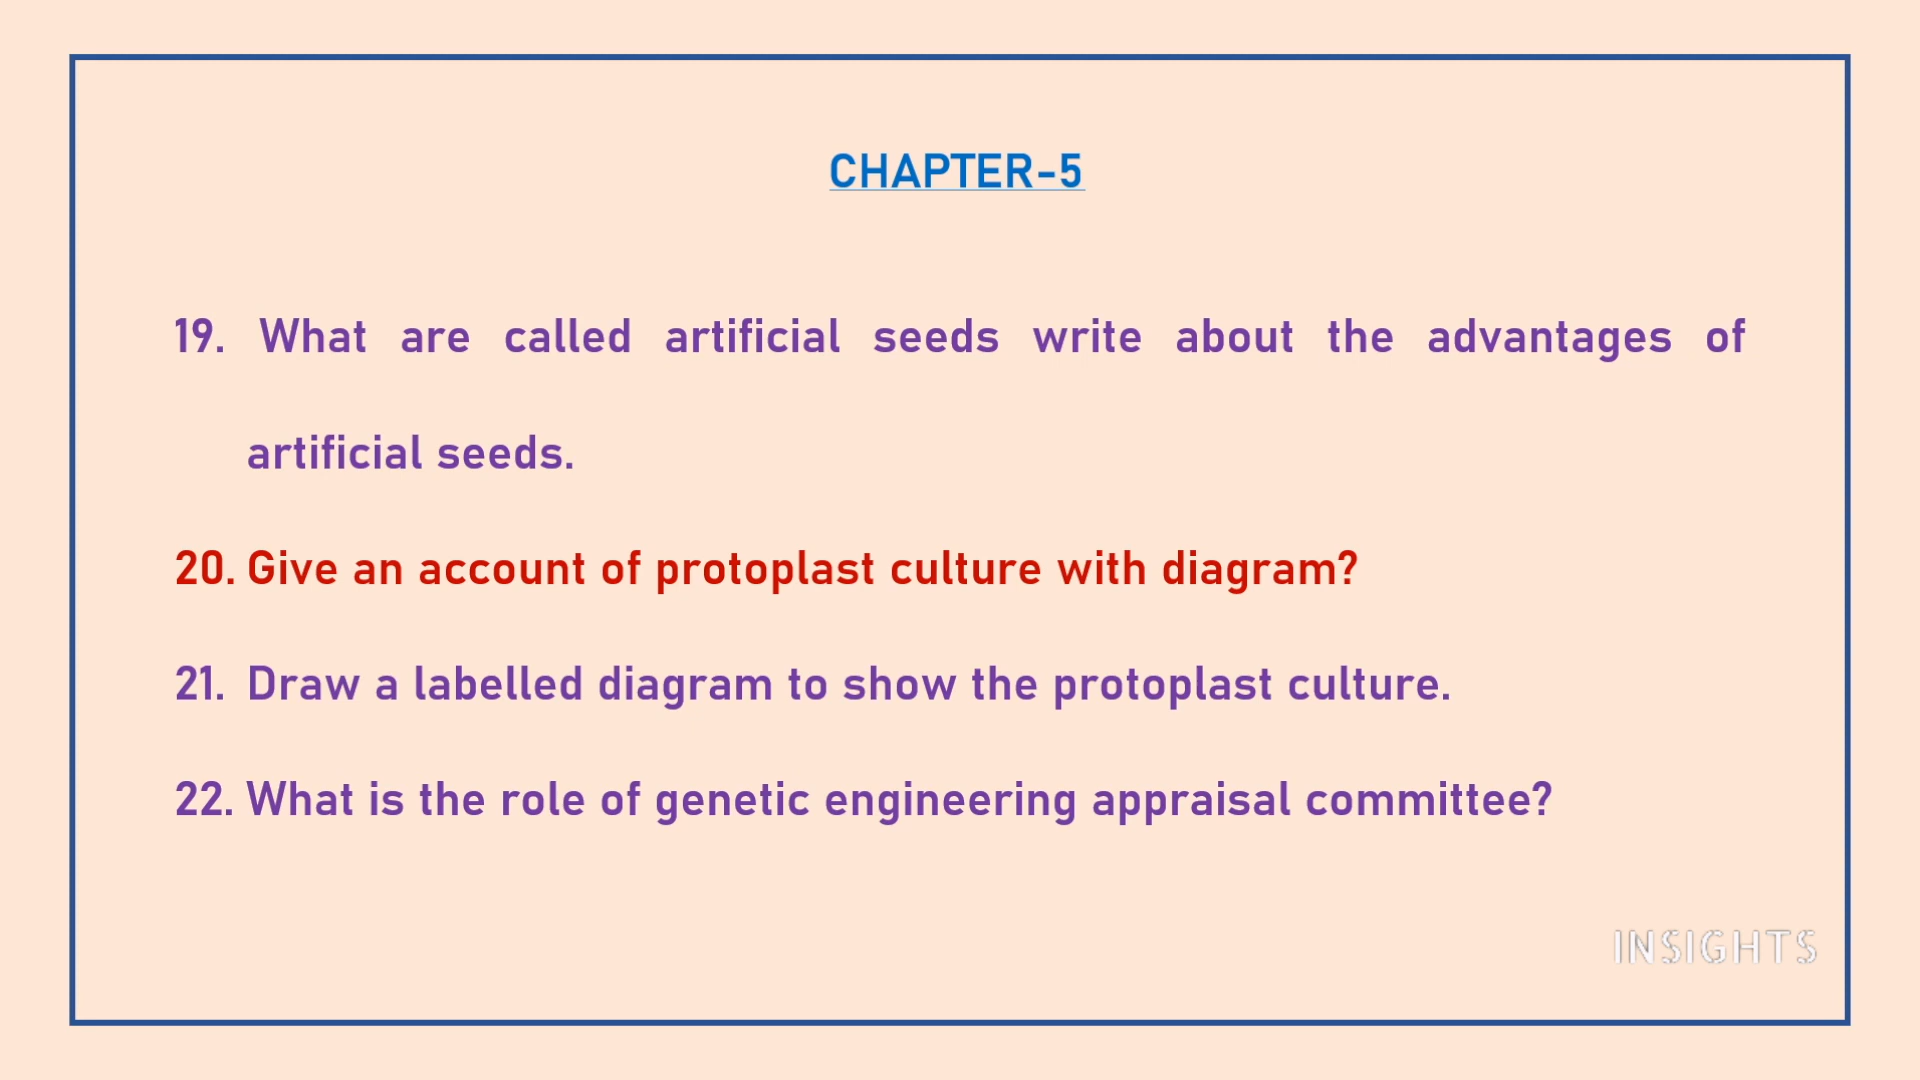 CHAPTER-5
19. What are called artificial seeds write about the advantages of
artificial seeds.
20. Give an account of protoplast culture with diagram?
21. Draw a labelled diagram to show the protoplast culture.
22. What is the role of genetic engineering appraisal committee?
INSIGHTS